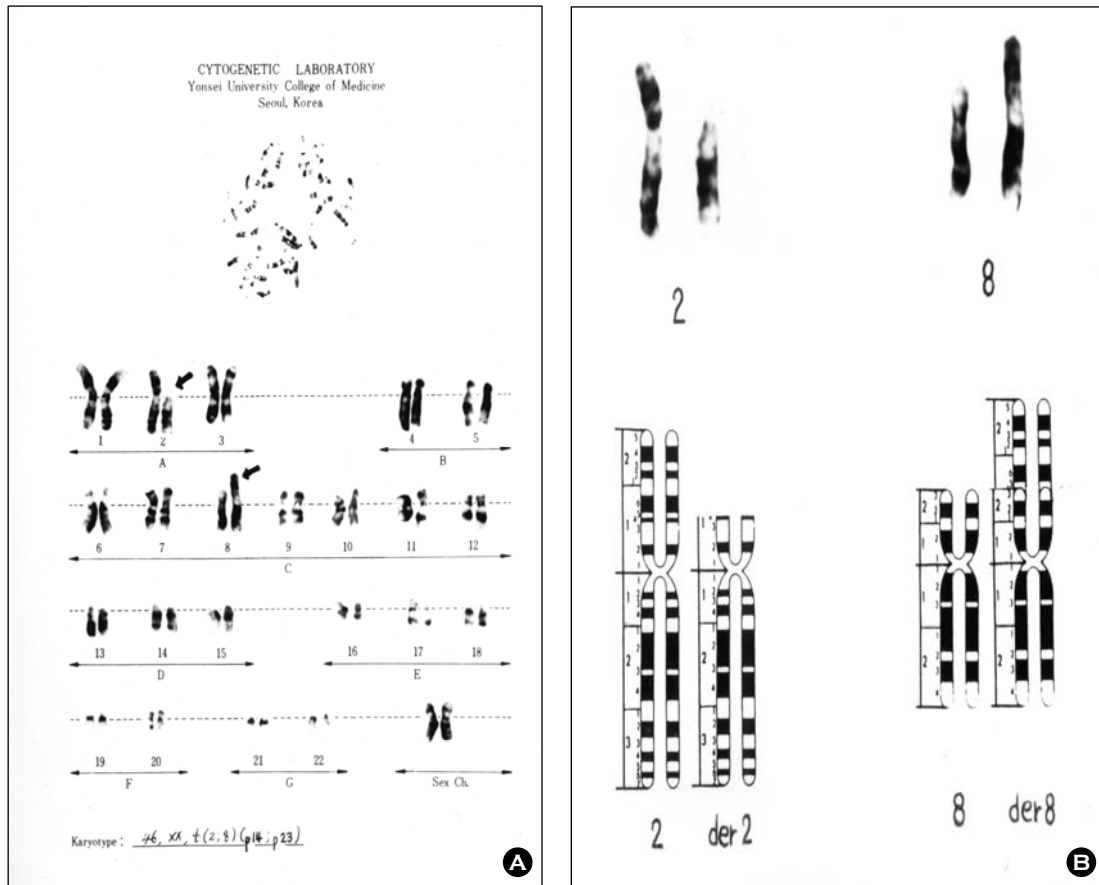 CYTOGENETIC LABORATORY
Yonsei University College of Medicine
Seoul, Korea
1 2 3 4 5
A B
6 7 8 9 10 11 12
C
13 14 15 16 17 18
D E
19 20 21 22 Sex Ch.
F G
Karyotype: 46, XX, t(2;8)(p14;p23)
A
2 8
2 der 2 8 der 8
B